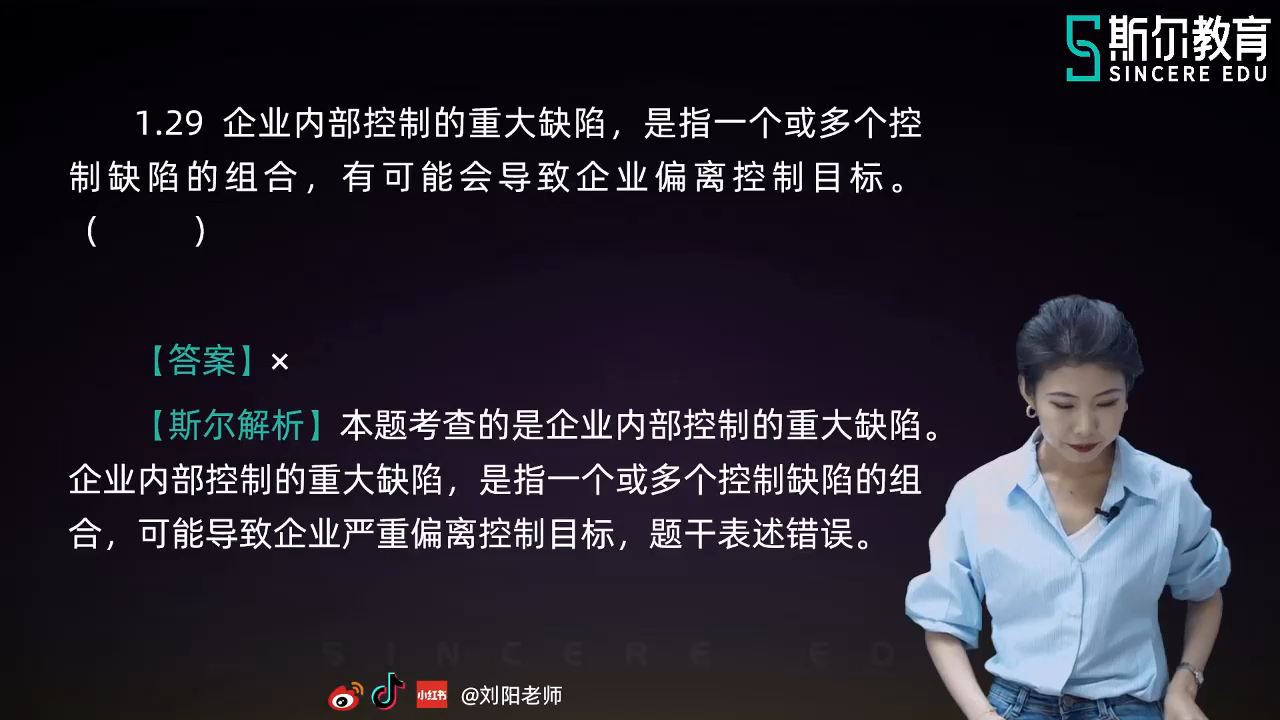 斯尔教育
SINCERE EDU
1.29 企业内部控制的重大缺陷，是指一个或多个控
制缺陷的组合，有可能会导致企业偏离控制目标。
（ ）
【答案】×
【斯尔解析】本题考查的是企业内部控制的重大缺陷。
企业内部控制的重大缺陷，是指一个或多个控制缺陷的组
合，可能导致企业严重偏离控制目标，题干表述错误。
SINCERE ED
小红书 @刘阳老师